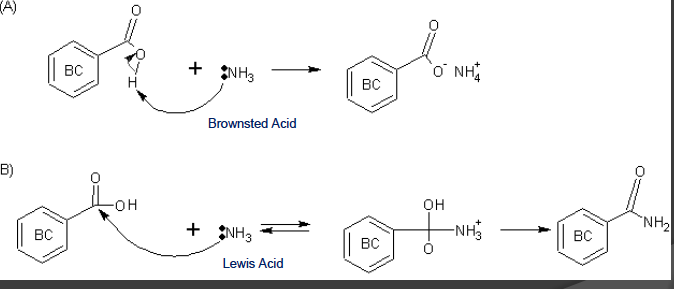 (A)
O
O
BC
O
H
+
:NH3
BC
O- NH4+
Brownsted Acid
B)
O
OH
BC
+
:NH3
OH
NH3+
BC
O
O
NH2
BC
Lewis Acid